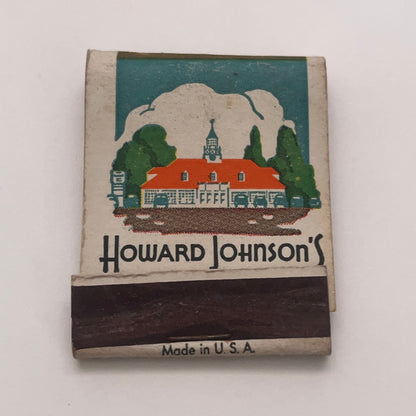 HOWARD JOHNSON'S
Made in U. S. A.